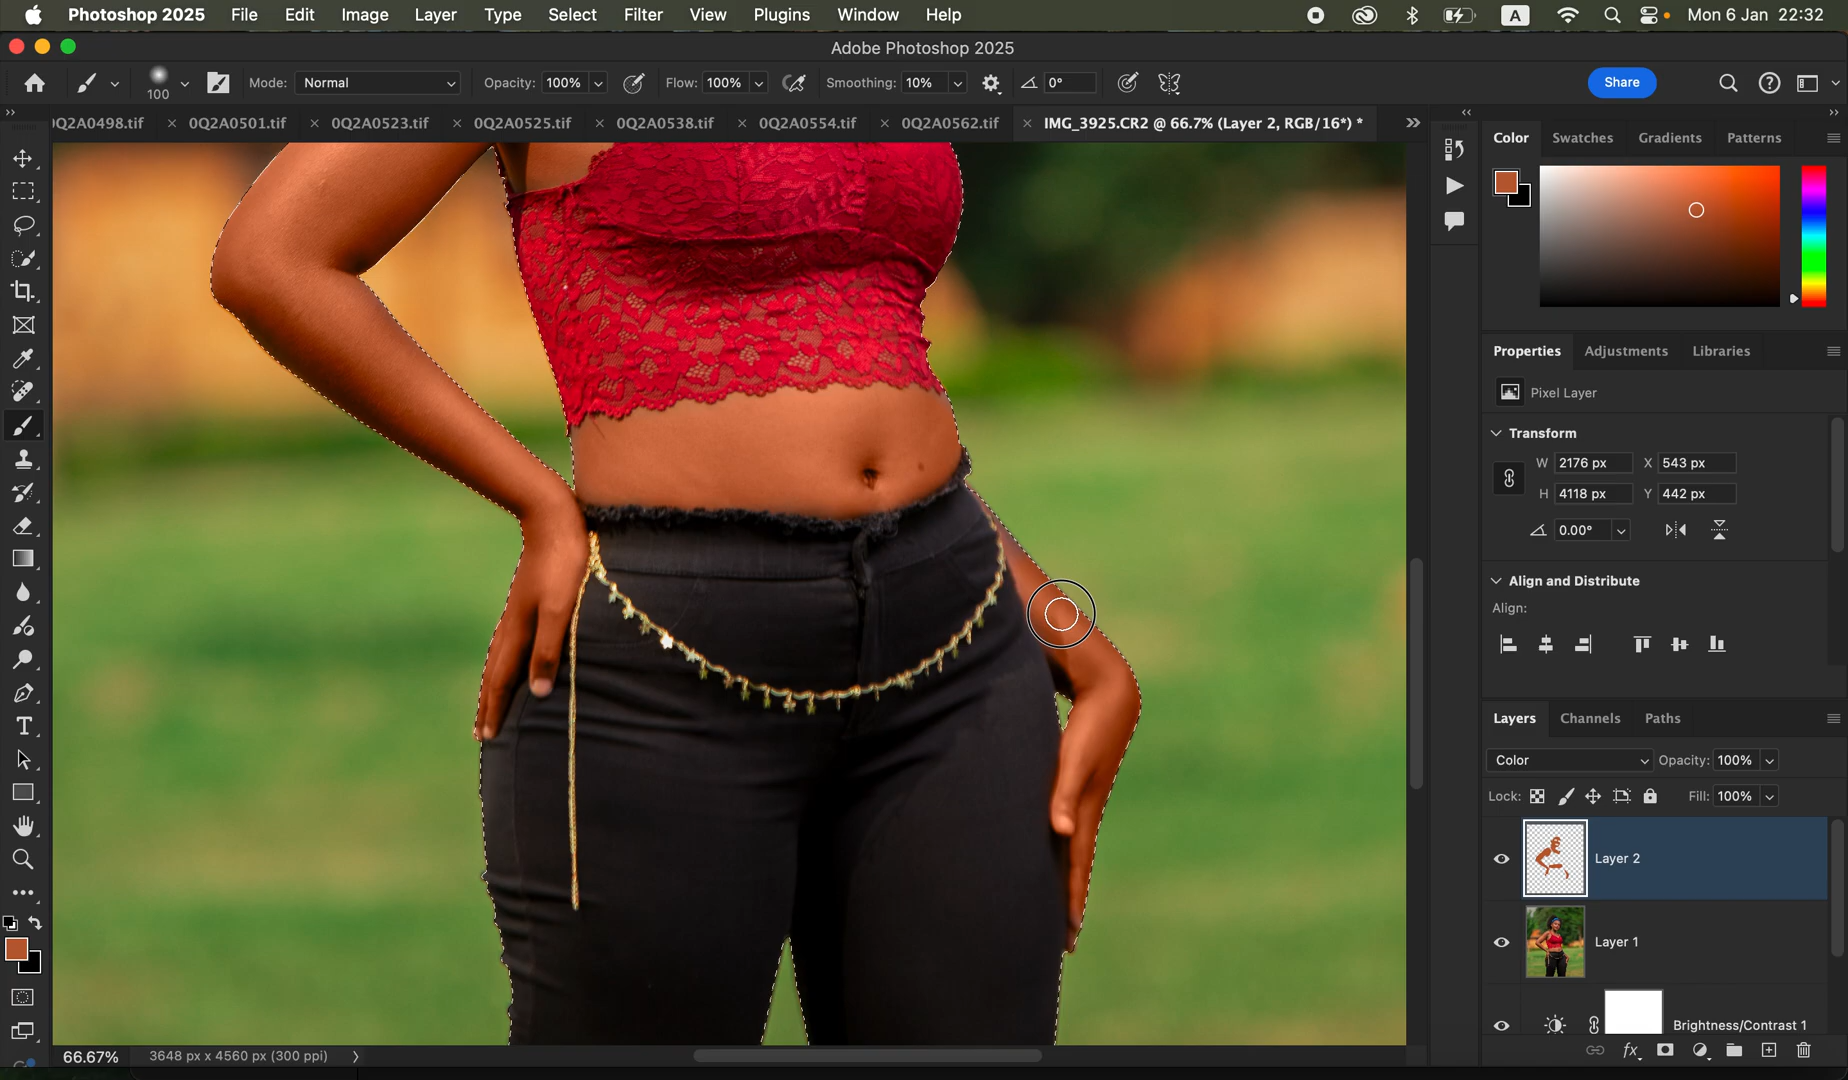 Photoshop 2025 File Edit Image Layer Type Select Filter View Plugins Window Help A Mon 6 Jan 22:32
Adobe Photoshop 2025
100 Mode: Normal Opacity: 100% Flow: 100% Smoothing: 10% 0° Share
Q2A0498.tif × 0Q2A0501.tif × 0Q2A0523.tif × 0Q2A0525.tif × 0Q2A0538.tif × 0Q2A0554.tif × 0Q2A0562.tif × IMG_3925.CR2 @ 66.7% (Layer 2, RGB/16*) *
Color Swatches Gradients Patterns
Properties Adjustments Libraries
Pixel Layer
Transform
W 2176 px X 543 px
H 4118 px Y 442 px
0.00°
Align and Distribute
Align:
Layers Channels Paths
Color Opacity: 100%
Lock: Fill: 100%
Layer 2
Layer 1
Brightness/Contrast 1
T
fx
66.67% 3648 px x 4560 px (300 ppi)